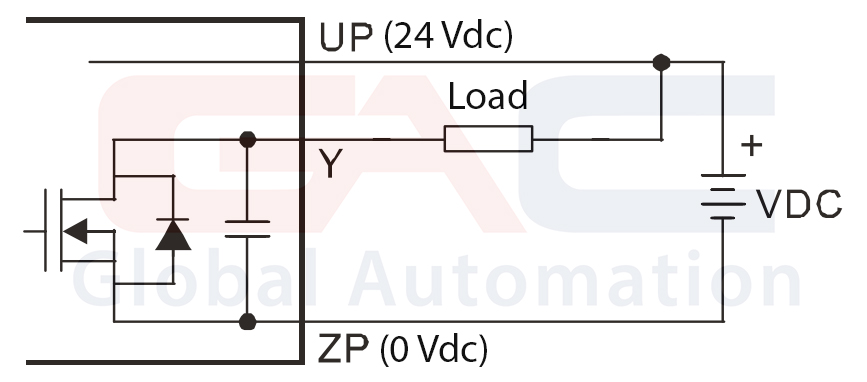 UP (24 Vdc)
Load
Y
+
VDC
ZP (0 Vdc)
GAC
Global Automation